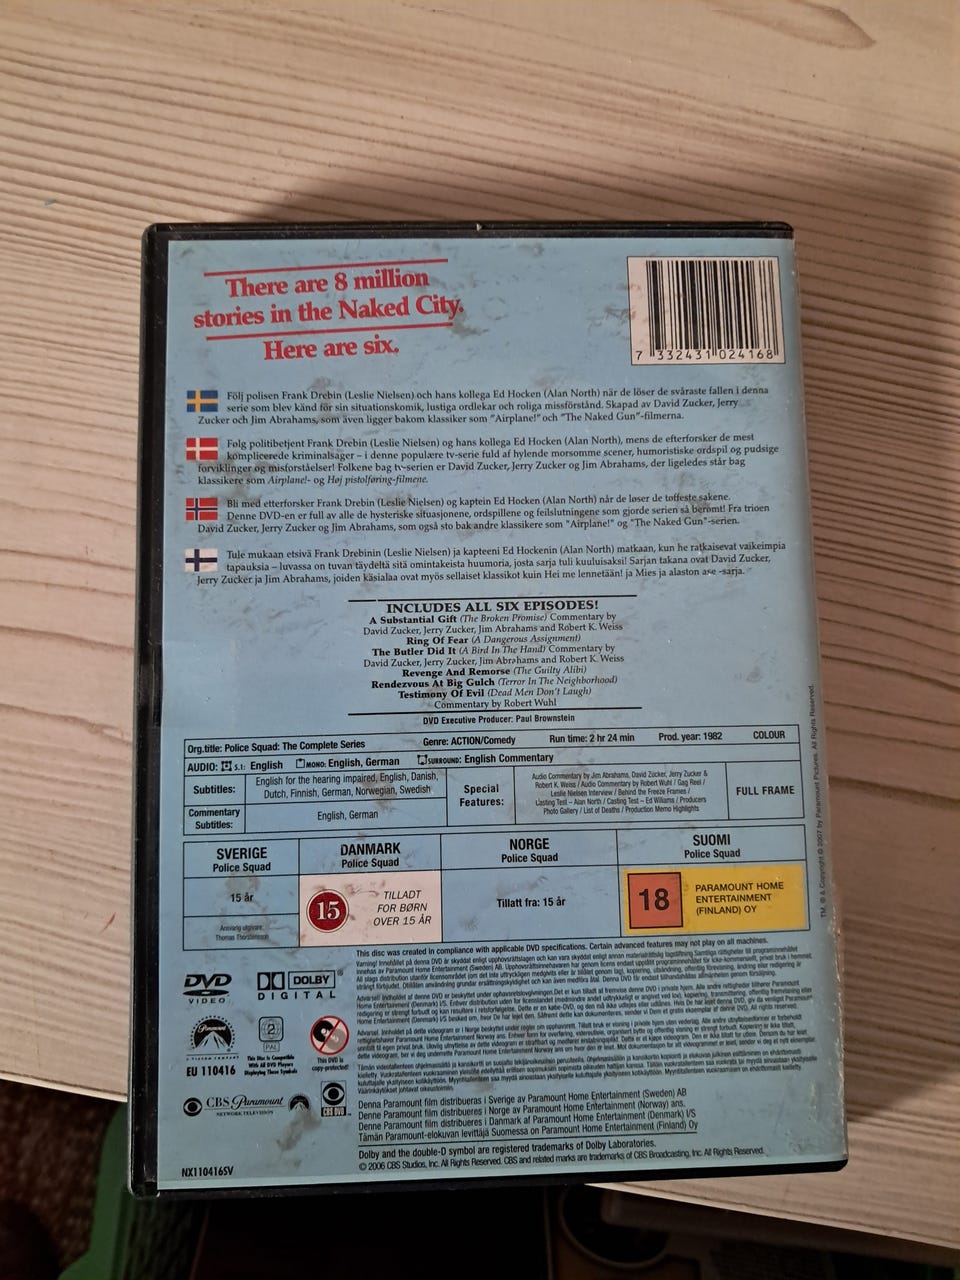 There are 8 million
stories in the Naked City.
Here are six.
7 332431 024168
Följ polisen Frank Drebin (Leslie Nielsen) och hans kollega Ed Hocken (Alan North) när de löser de svåraste fallen i denna
serie som blev känd för sin situationskomik, lustiga ordlekar och roliga missförstånd. Skapad av David Zucker, Jerry
Zucker och Jim Abrahams, som även ligger bakom klassiker som "Airplane!" och "The Naked Gun"-filmerna.
Følg politibetjent Frank Drebin (Leslie Nielsen) og hans kollega Ed Hocken (Alan North), mens de efterforsker de mest
komplicerede kriminalsager – i denne populære tv-serie fuld af hylende morsomme scener, humoristiske ordspil og pudsige
forviklinger og misforståelser! Folkene bag tv-serien er David Zucker, Jerry Zucker og Jim Abrahams, der ligeledes står bag
klassikere som Airplane!- og Høj pistolføring-filmene.
Bli med etterforsker Frank Drebin (Leslie Nielsen) og kaptein Ed Hocken (Alan North) når de løser de tøffeste sakene.
Denne DVD-en er full av alle de hysteriske situasjonene, ordspillene og feilslutningene som gjorde serien så berømt! Fra trioen
David Zucker, Jerry Zucker og Jim Abrahams, som også sto bak andre klassikere som "Airplane!" og "The Naked Gun"-serien.
Tule mukaan etsivä Frank Drebinin (Leslie Nielsen) ja kapteeni Ed Hockenin (Alan North) matkaan, kun he ratkaisevat vaikeimpia
tapauksia – luvassa on tuvan täydeltä sitä omintakeista huumoria, josta sarja tuli kuuluisaksi! Sarjan takana ovat David Zucker,
Jerry Zucker ja Jim Abrahams, joiden käsialaa ovat myös sellaiset klassikot kuin Hei me lennetään! ja Mies ja alaston ase -sarja.
INCLUDES ALL SIX EPISODES!
A Substantial Gift (The Broken Promise) Commentary by
David Zucker, Jerry Zucker, Jim Abrahams and Robert K. Weiss
Ring Of Fear (A Dangerous Assignment)
The Butler Did It (A Bird In The Hand) Commentary by
David Zucker, Jerry Zucker, Jim Abrahams and Robert K. Weiss
Revenge And Remorse (The Guilty Alibi)
Rendezvous At Big Gulch (Terror In The Neighborhood)
Testimony Of Evil (Dead Men Don't Laugh)
Commentary by Robert Wuhl
DVD Executive Producer: Paul Brownstein
Org.title: Police Squad: The Complete Series Genre: ACTION/Comedy Run time: 2 hr 24 min Prod. year: 1982 COLOUR
AUDIO: 5.1: English MONO: English, German SURROUND: English Commentary
Subtitles: English for the hearing impaired, English, Danish,
Dutch, Finnish, German, Norwegian, Swedish
Commentary
Subtitles: English, German
Special
Features:
Audio Commentary by Jim Abrahams, David Zucker, Jerry Zucker &
Robert K. Weiss / Audio Commentary by Robert Wuhl / Gag Reel /
Leslie Nielsen Interview / Behind the Freeze Frames /
Casting Test – Alan North / Casting Test – Ed Williams / Producers
Photo Gallery / List of Deaths / Production Memo Highlights
FULL FRAME
SVERIGE
Police Squad
15 år
Ansvarig utgivare:
Thomas Thorstensson
DANMARK
Police Squad
15
TILLADT
FOR BØRN
OVER 15 ÅR
NORGE
Police Squad
Tillatt fra: 15 år
SUOMI
Police Squad
18
PARAMOUNT HOME
ENTERTAINMENT
(FINLAND) OY
This disc was created in compliance with applicable DVD specifications. Certain advanced features may not play on all machines.
DVD
VIDEO
DOLBY
DIGITAL
Paramount
EU 110416
2
PAL
This Disc is Compatible
With All DVD Players
Displaying These Symbols
This DVD is
copy-protected!
CBS Paramount
NETWORK TELEVISION
CBS DVD
Denna Paramount film distribueras i Sverige av Paramount Home Entertainment (Sweden) AB
Denne Paramount film distribueres i Norge av Paramount Home Entertainment (Norway) ans.
Denne Paramount film distribueres i Danmark af Paramount Home Entertainment (Denmark) I/S
Tämän Paramount-elokuvan levittäjä Suomessa on Paramount Home Entertainment (Finland) Oy
Dolby and the double-D symbol are registered trademarks of Dolby Laboratories.
© 2006 CBS Studios, Inc. All Rights Reserved. CBS and related marks are trademarks of CBS Broadcasting, Inc. All Rights Reserved.
NX110416SV
TM, ® & Copyright © 2007 by Paramount Pictures. All Rights Reserved.